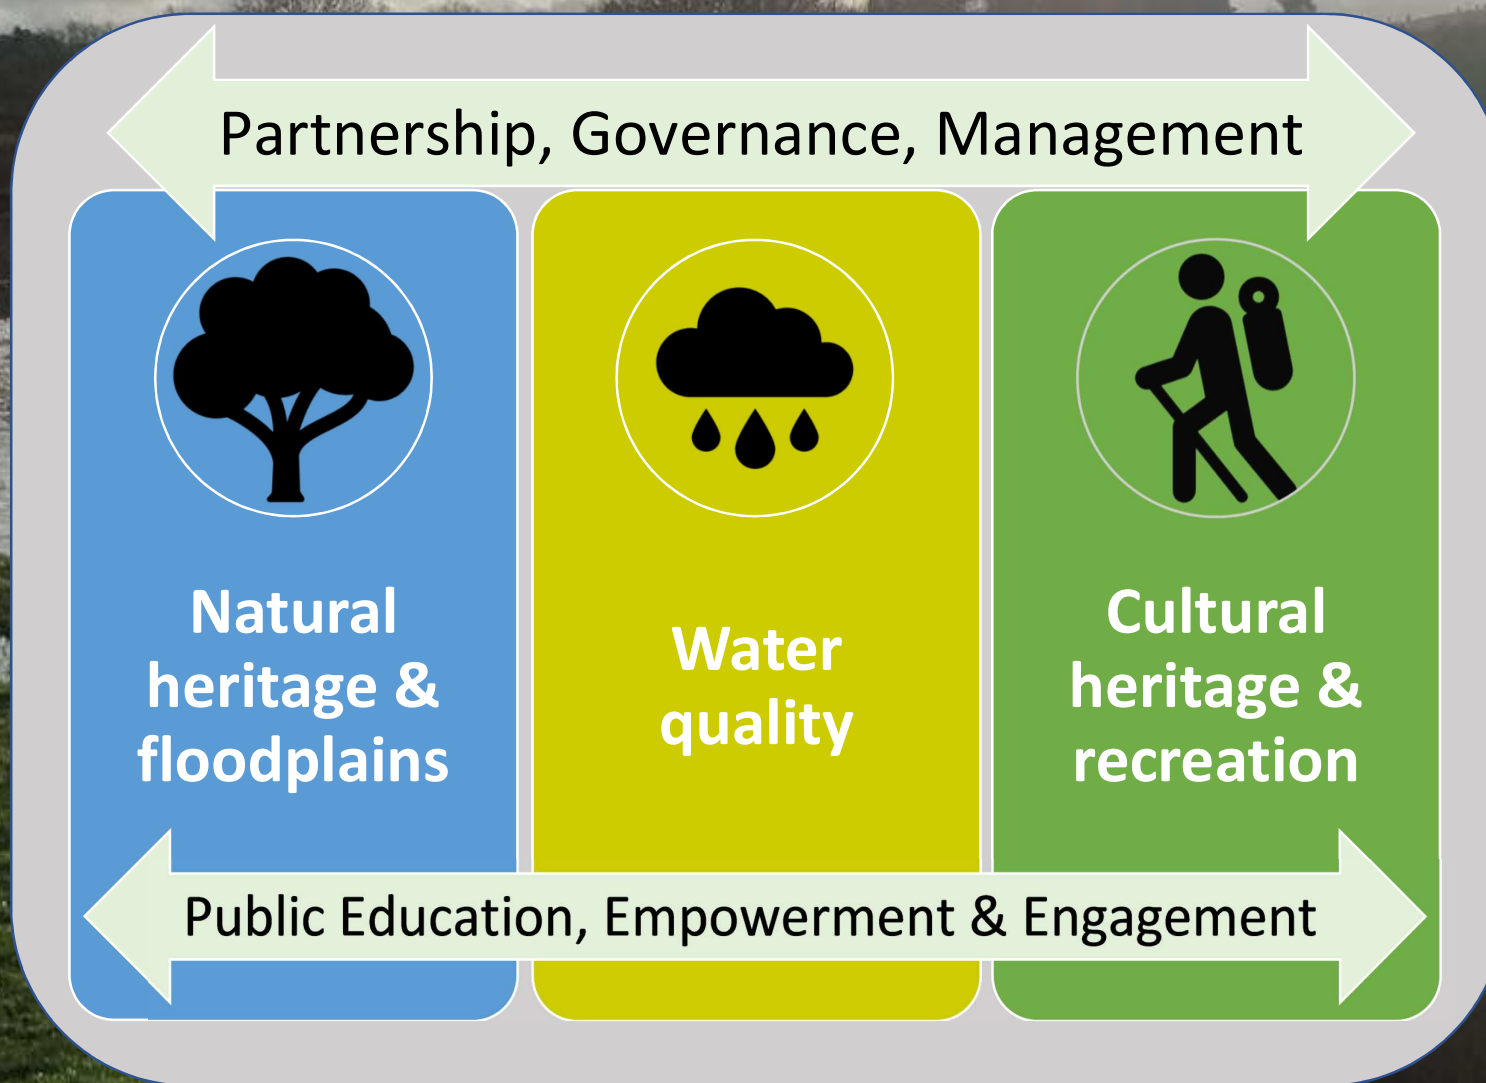 Partnership, Governance, Management
Natural
heritage &
floodplains
Water
quality
Cultural
heritage &
recreation
Public Education, Empowerment & Engagement